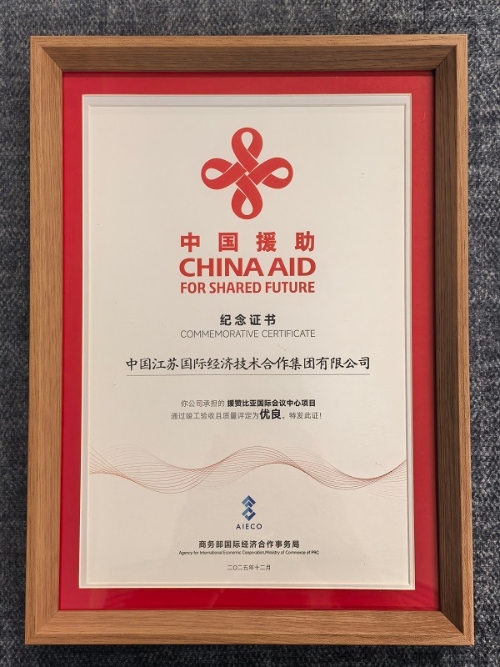 中国援助
CHINA AID
FOR SHARED FUTURE
纪念证书
COMMEMORATIVE CERTIFICATE
中国江苏国际经济技术合作集团有限公司
你公司承担的 援赞比亚国际会议中心项目
通过竣工验收且质量评定为优良，特发此证！
AIECO
商务部国际经济合作事务局
Agency for International Economic Cooperation,Ministry of Commerce of PRC
二〇二五年十二月